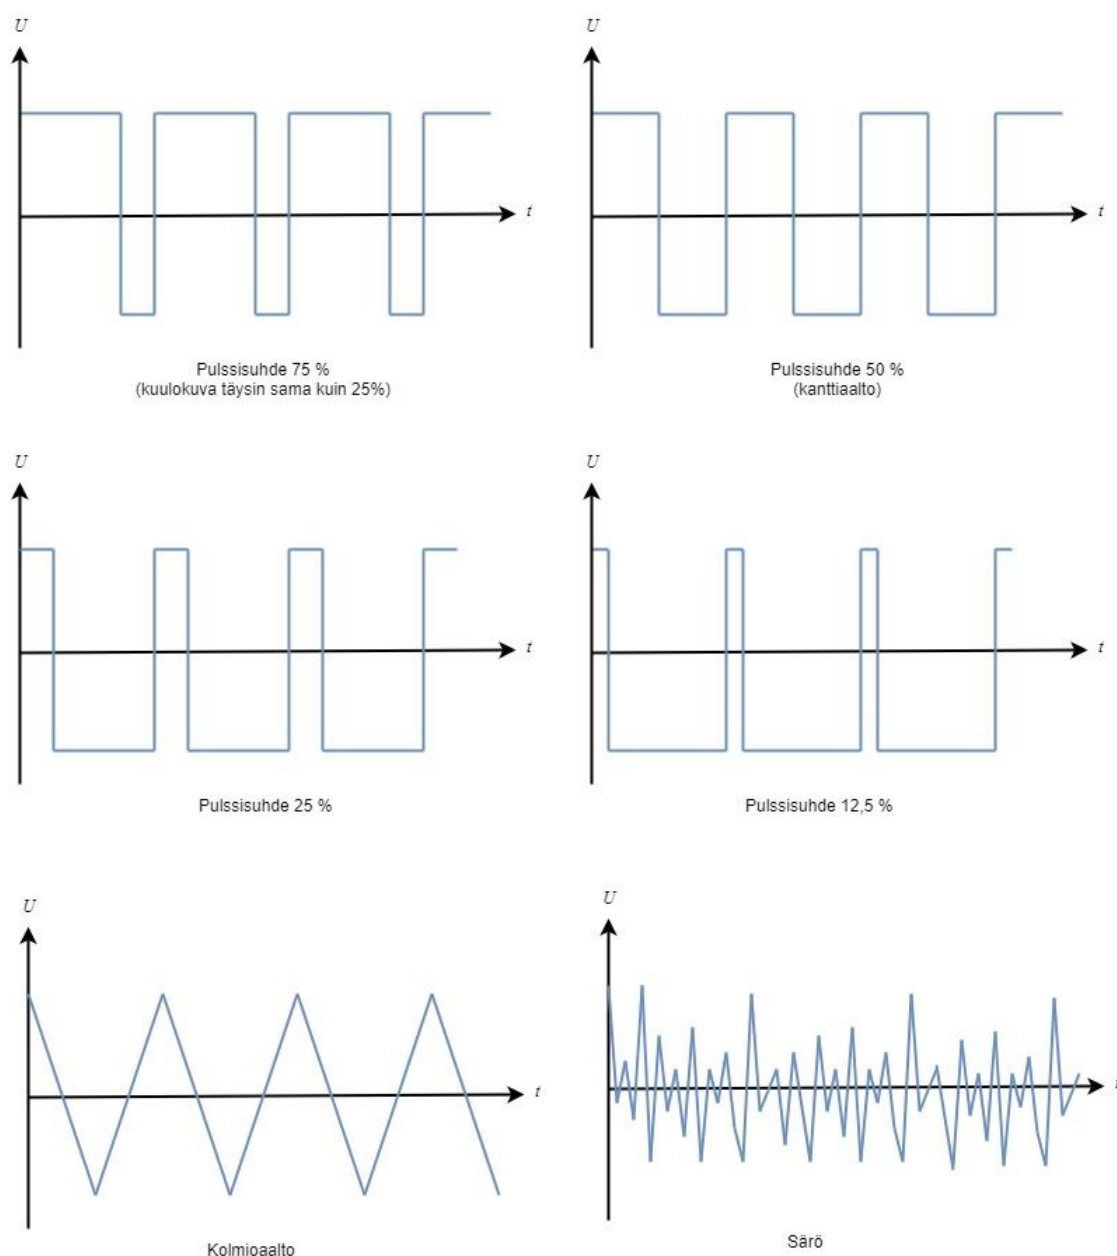 U
U
t
t
Pulssisuhde 75 %
(kuulokuva täysin sama kuin 25%)
Pulssisuhde 50 %
(kanttiaalto)
U
U
t
t
Pulssisuhde 25 %
Pulssisuhde 12,5 %
U
U
t
t
Kolmioaalto
Särö